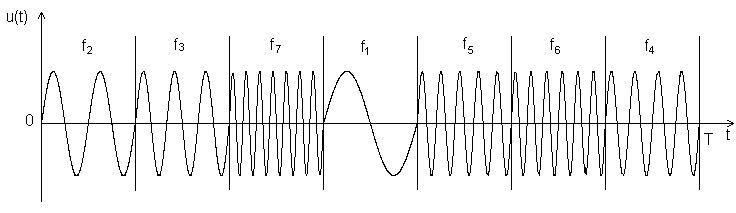 u(t)
f₂ f₃ f₇ f₁ f₅ f₆ f₄
0
T t